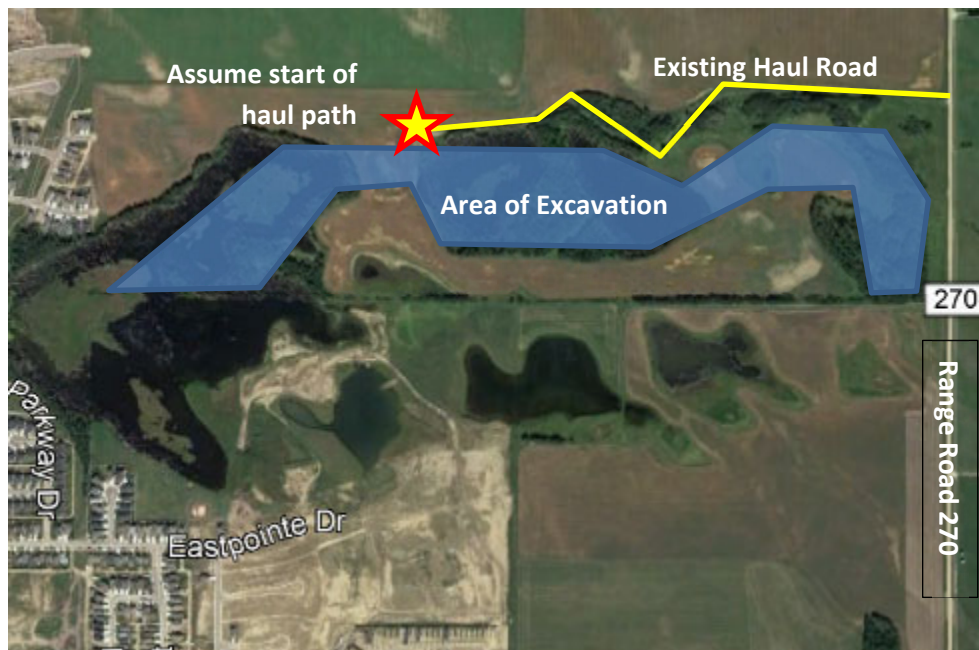 Assume start of
haul path
Existing Haul Road
Area of Excavation
270
Range Road 270
Parkway Dr
Eastpointe Dr